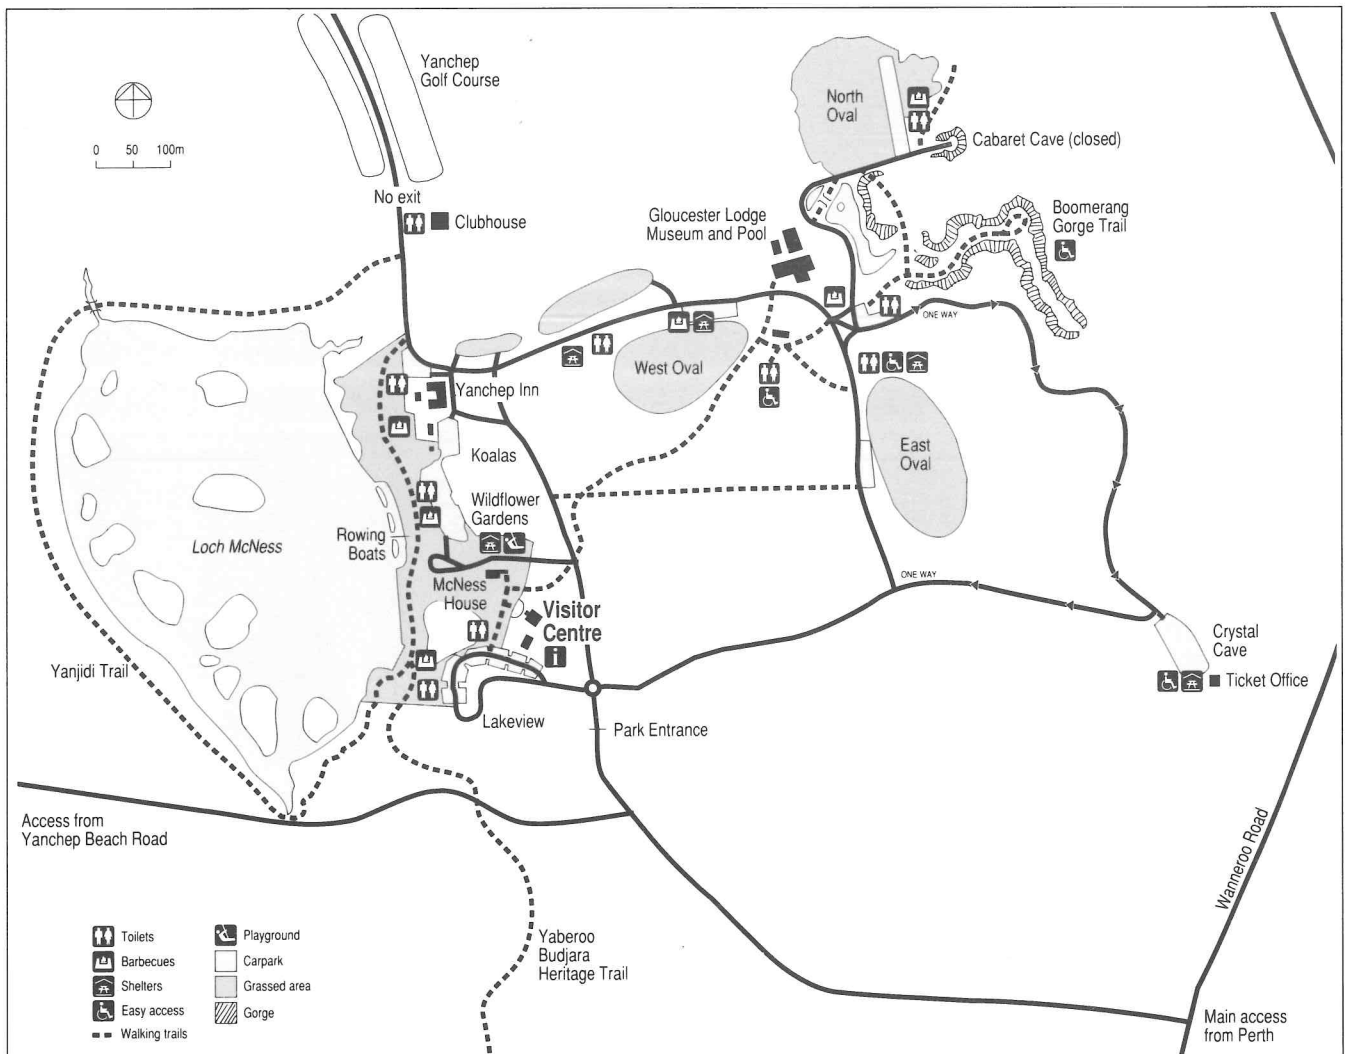 Yanchep
Golf Course
North
Oval
Cabaret Cave (closed)
0 50 100m
No exit
Clubhouse
Gloucester Lodge
Museum and Pool
Boomerang
Gorge Trail
ONE WAY
West Oval
Yanchep Inn
East
Oval
Koalas
Wildflower
Gardens
Rowing
Boats
Loch McNess
McNess
House
ONE WAY
Visitor
Centre
i
Crystal
Cave
Ticket Office
Yanjidi Trail
Lakeview
Park Entrance
Access from
Yanchep Beach Road
Wanneroo Road
Yaberoo
Budjara
Heritage Trail
Main access
from Perth
Toilets
Barbecues
Shelters
Easy access
Walking trails
Playground
Carpark
Grassed area
Gorge